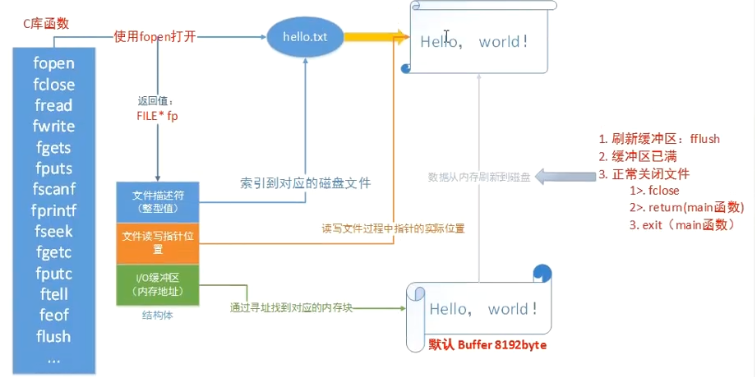 C库函数
fopen
fclose
fread
fwrite
fgets
fputs
fscanf
fprintf
fseek
fgetc
fputc
ftell
feof
flush
...
使用fopen打开
返回值：
FILE* fp
hello.txt
Hello， world！
文件描述符
（整型值）
文件读写指针位
置
I/O缓冲区
（内存地址）
结构体
索引到对应的磁盘文件
读写文件过程中指针的实际位置
通过寻址找到对应的内存块
Hello， world！
默认 Buffer 8192byte
数据从内存刷新到磁盘
1. 刷新缓冲区：fflush
2. 缓冲区已满
3. 正常关闭文件
1>. fclose
2>. return(main函数)
3. exit（main函数）